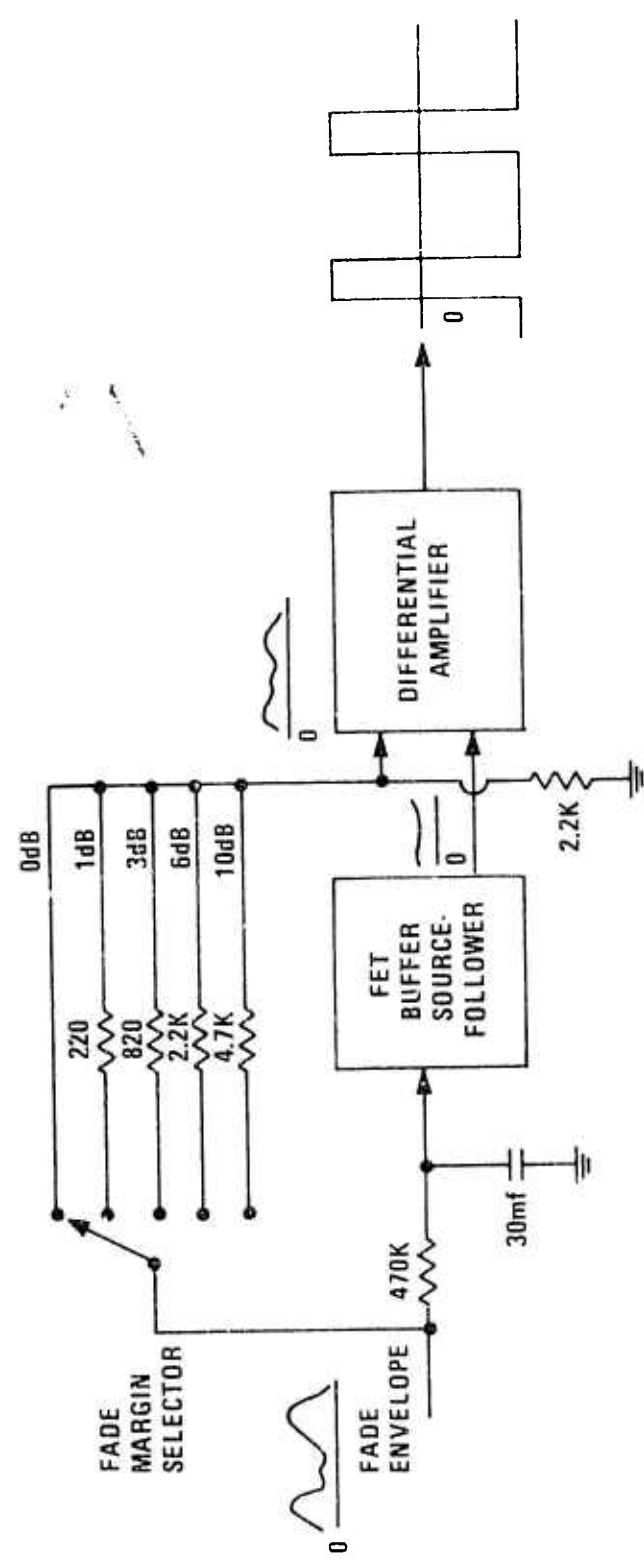 FADE
MARGIN
SELECTOR
0dB
1dB
3dB
6dB
10dB
220
820
2.2K
4.7K
0
FADE
ENVELOPE
470K
30mf
FET
BUFFER
SOURCE-
FOLLOWER
0
2.2K
0
DIFFERENTIAL
AMPLIFIER
0